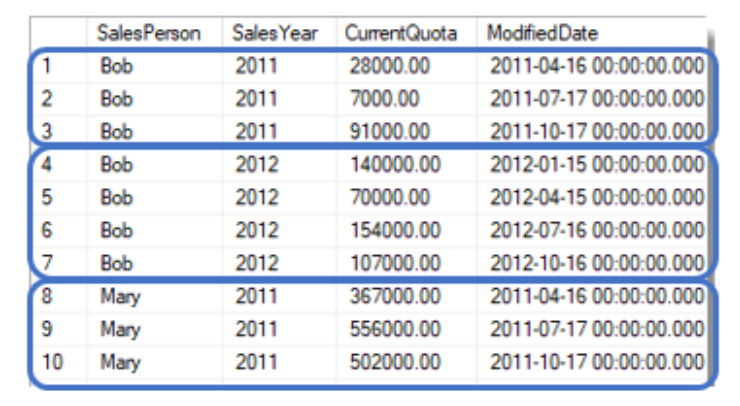 SalesPerson SalesYear CurrentQuota ModifiedDate
1 Bob 2011 28000.00 2011-04-16 00:00:00.000
2 Bob 2011 7000.00 2011-07-17 00:00:00.000
3 Bob 2011 91000.00 2011-10-17 00:00:00.000
4 Bob 2012 140000.00 2012-01-15 00:00:00.000
5 Bob 2012 70000.00 2012-04-15 00:00:00.000
6 Bob 2012 154000.00 2012-07-16 00:00:00.000
7 Bob 2012 107000.00 2012-10-16 00:00:00.000
8 Mary 2011 367000.00 2011-04-16 00:00:00.000
9 Mary 2011 556000.00 2011-07-17 00:00:00.000
10 Mary 2011 502000.00 2011-10-17 00:00:00.000